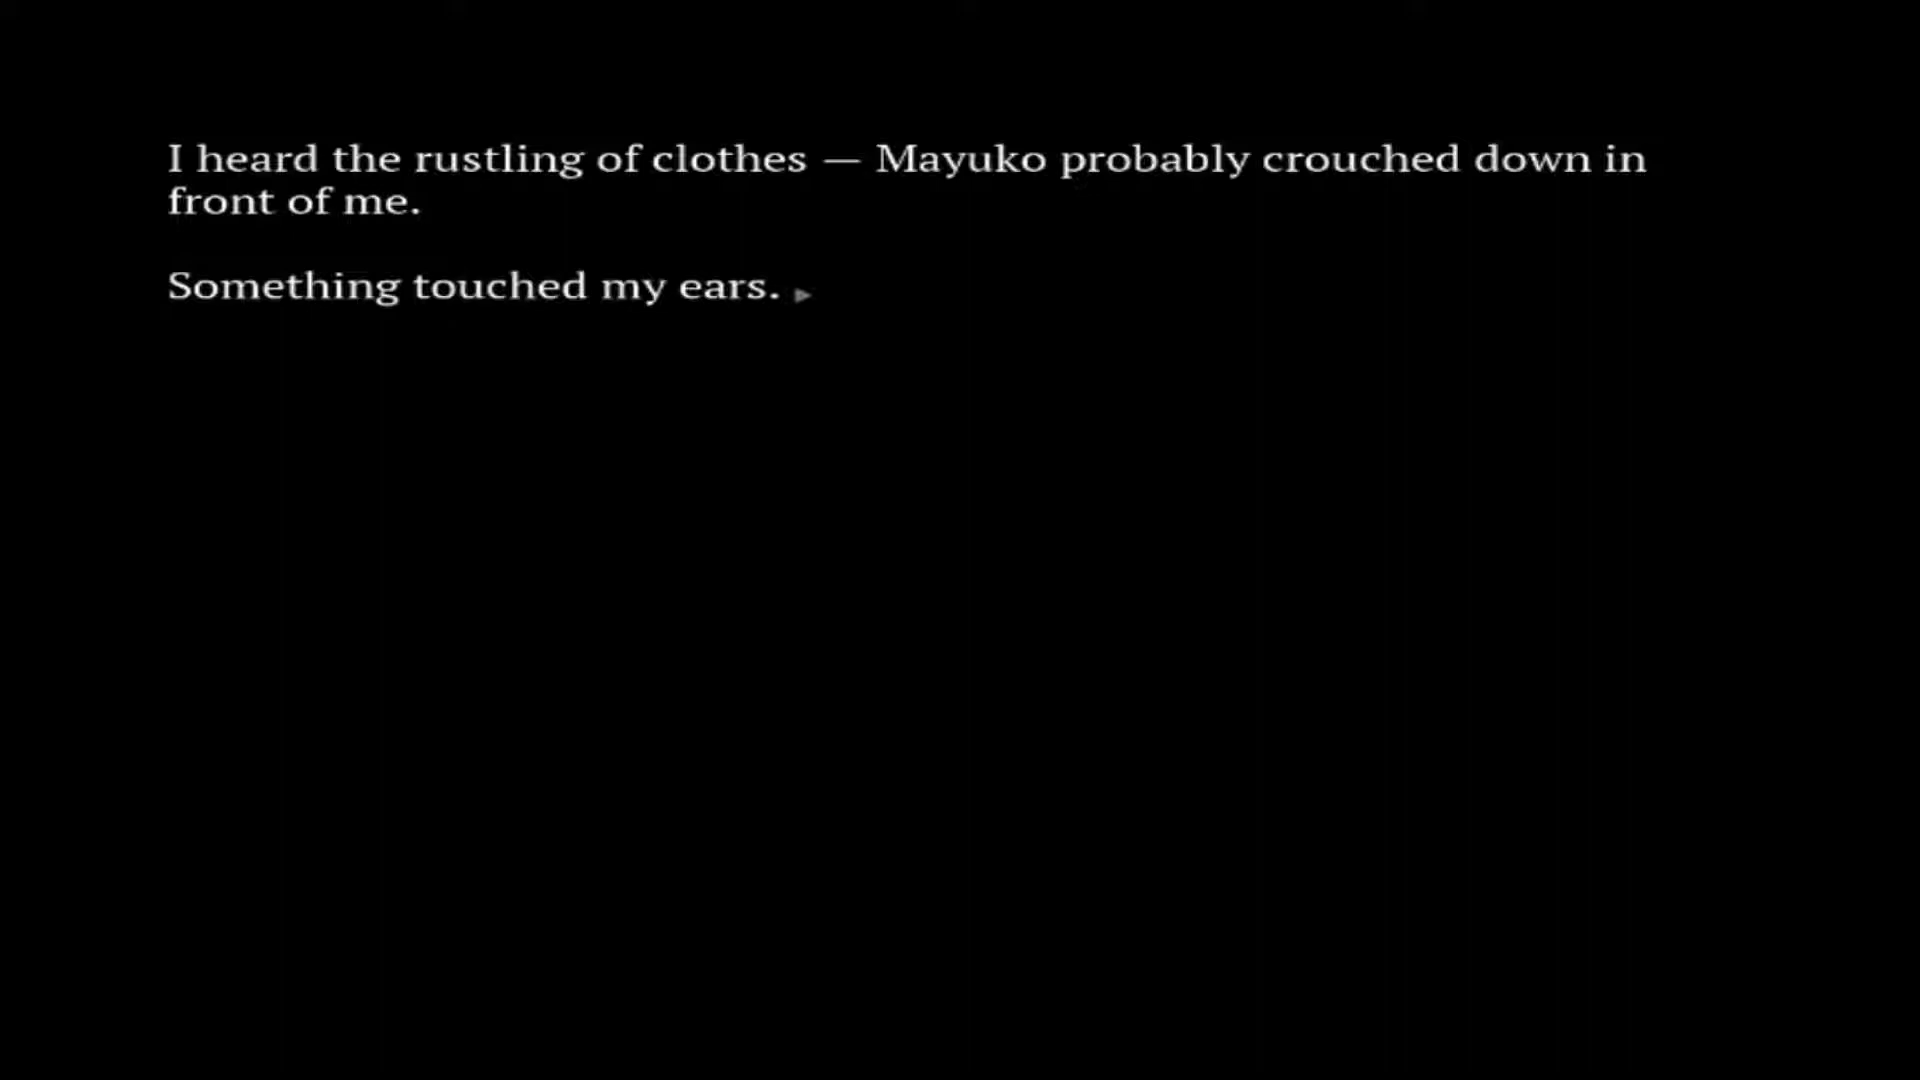 I heard the rustling of clothes — Mayuko probably crouched down in
front of me.
Something touched my ears.